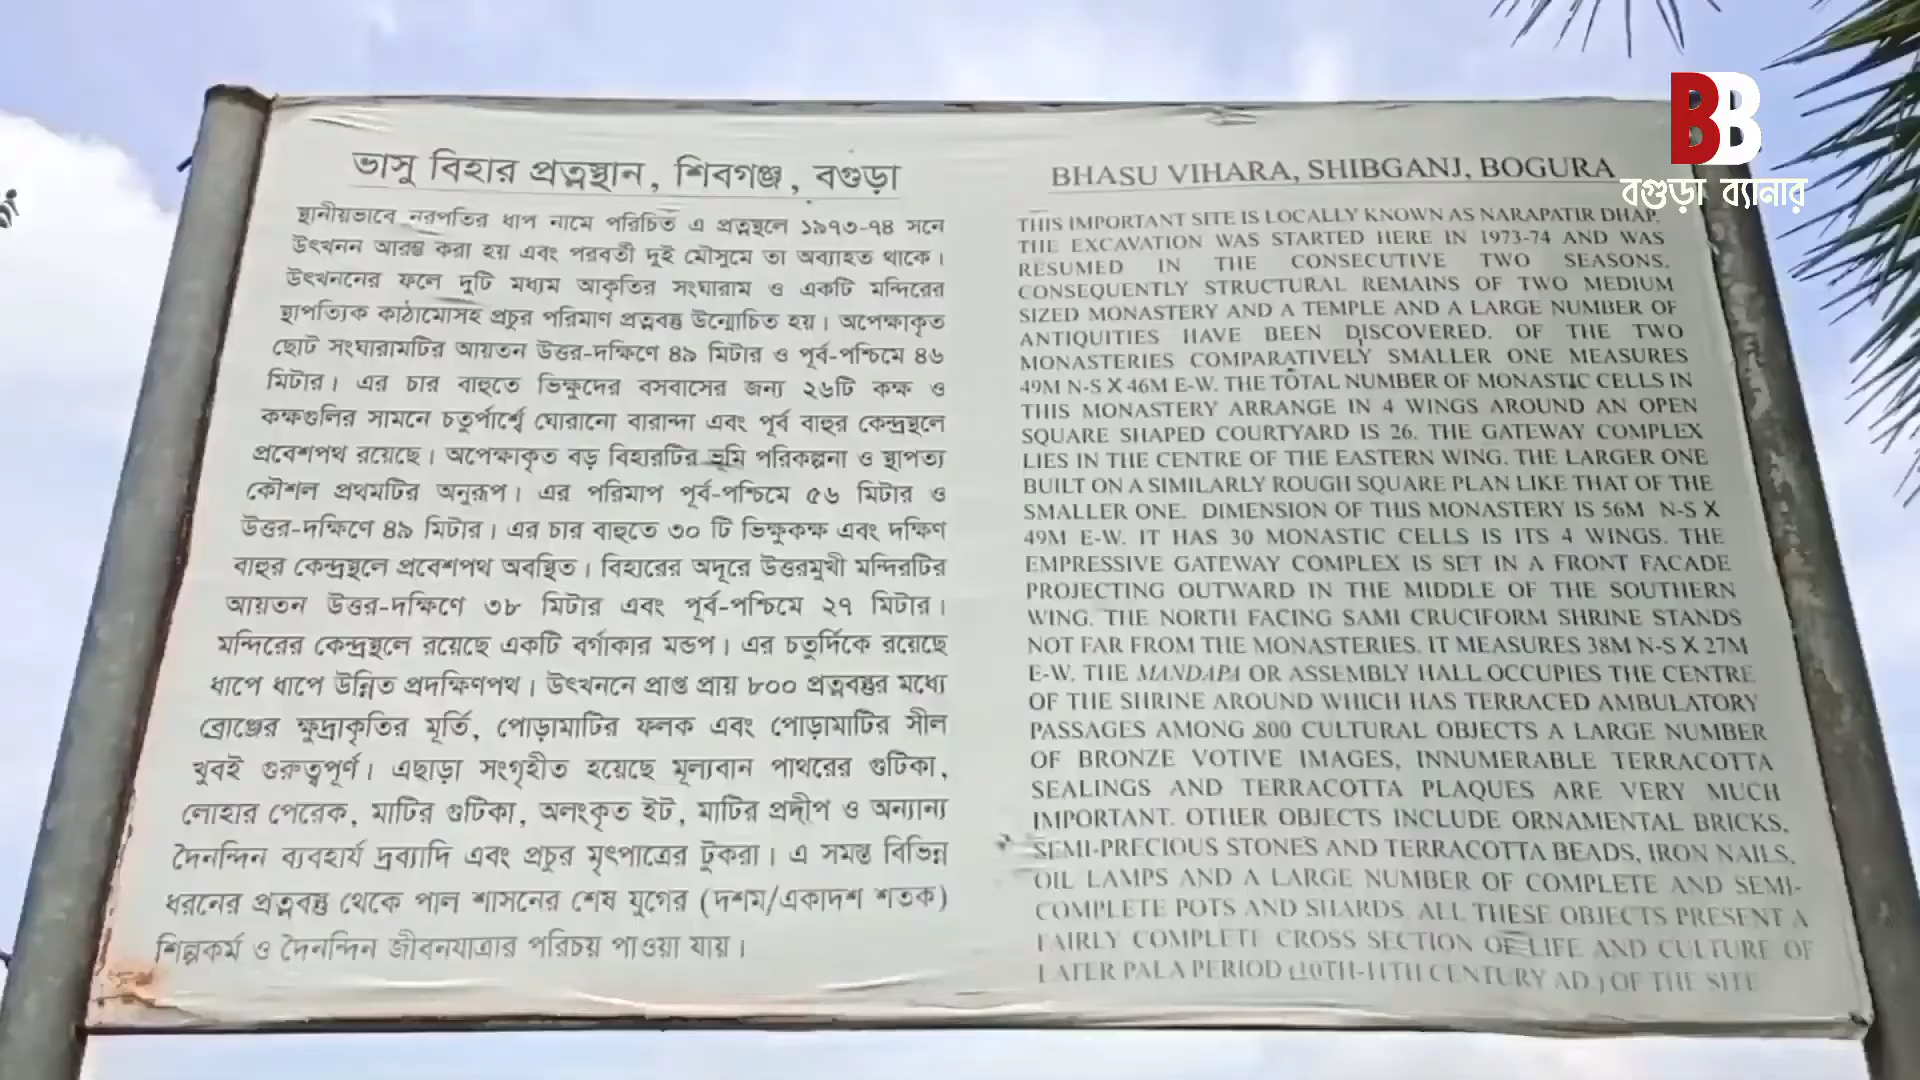 ভাসু বিহার প্রত্নস্থান, শিবগঞ্জ, বগুড়া
স্থানীয়ভাবে নরপতির ধাপ নামে পরিচিত এ প্রত্নস্থলে ১৯৭৩-৭৪ সনে
উৎখনন আরম্ভ করা হয় এবং পরবর্তী দুই মৌসুমে তা অব্যাহত থাকে।
উৎখননের ফলে দুটি মধ্যম আকৃতির সংঘারাম ও একটি মন্দিরের
স্থাপত্যিক কাঠামোসহ প্রচুর পরিমাণ প্রত্নবস্তু উন্মোচিত হয়। অপেক্ষাকৃত
ছোট সংঘারামটির আয়তন উত্তর-দক্ষিণে ৪৯ মিটার ও পূর্ব-পশ্চিমে ৪৬
মিটার। এর চার বাহুতে ভিক্ষুদের বসবাসের জন্য ২৬টি কক্ষ ও
কক্ষগুলির সামনে চতুর্পার্শ্বে ঘোরানো বারান্দা এবং পূর্ব বাহুর কেন্দ্রস্থলে
প্রবেশপথ রয়েছে। অপেক্ষাকৃত বড় বিহারটির ভূমি পরিকল্পনা ও স্থাপত্য
কৌশল প্রথমটির অনুরূপ। এর পরিমাপ পূর্ব-পশ্চিমে ৫৬ মিটার ও
উত্তর-দক্ষিণে ৪৯ মিটার। এর চার বাহুতে ৩০ টি ভিক্ষুকক্ষ এবং দক্ষিণ
বাহুর কেন্দ্রস্থলে প্রবেশপথ অবস্থিত। বিহারের অদূরে উত্তরমুখী মন্দিরটির
আয়তন উত্তর-দক্ষিণে ৩৮ মিটার এবং পূর্ব-পশ্চিমে ২৭ মিটার।
মন্দিরের কেন্দ্রস্থলে রয়েছে একটি বর্গাকার মন্ডপ। এর চতুর্দিকে রয়েছে
ধাপে ধাপে উন্নিত প্রদক্ষিণপথ। উৎখননে প্রাপ্ত প্রায় ৮০০ প্রত্নবস্তুর মধ্যে
ব্রোঞ্জের ক্ষুদ্রাকৃতির মূর্তি, পোড়ামাটির ফলক এবং পোড়ামাটির সীল
খুবই গুরুত্বপূর্ণ। এছাড়া সংগৃহীত হয়েছে মূল্যবান পাথরের গুটিকা,
লোহার পেরেক, মাটির গুটিকা, অলংকৃত ইট, মাটির প্রদীপ ও অন্যান্য
দৈনন্দিন ব্যবহার্য দ্রব্যাদি এবং প্রচুর মৃৎপাত্রের টুকরা। এ সমস্ত বিভিন্ন
ধরনের প্রত্নবস্তু থেকে পাল শাসনের শেষ যুগের (দশম/একাদশ শতক)
শিল্পকর্ম ও দৈনন্দিন জীবনযাত্রার পরিচয় পাওয়া যায়।
BHASU VIHARA, SHIBGANJ, BOGURA
THIS IMPORTANT SITE IS LOCALLY KNOWN AS NARAPATIR DHAP.
THE EXCAVATION WAS STARTED HERE IN 1973-74 AND WAS
RESUMED IN THE CONSECUTIVE TWO SEASONS.
CONSEQUENTLY STRUCTURAL REMAINS OF TWO MEDIUM
SIZED MONASTERY AND A TEMPLE AND A LARGE NUMBER OF
ANTIQUITIES HAVE BEEN DISCOVERED. OF THE TWO
MONASTERIES COMPARATIVELY SMALLER ONE MEASURES
49M N-S X 46M E-W. THE TOTAL NUMBER OF MONASTIC CELLS IN
THIS MONASTERY ARRANGE IN 4 WINGS AROUND AN OPEN
SQUARE SHAPED COURTYARD IS 26. THE GATEWAY COMPLEX
LIES IN THE CENTRE OF THE EASTERN WING. THE LARGER ONE
BUILT ON A SIMILARLY ROUGH SQUARE PLAN LIKE THAT OF THE
SMALLER ONE. DIMENSION OF THIS MONASTERY IS 56M N-S X
49M E-W. IT HAS 30 MONASTIC CELLS IS ITS 4 WINGS. THE
EMPRESSIVE GATEWAY COMPLEX IS SET IN A FRONT FACADE
PROJECTING OUTWARD IN THE MIDDLE OF THE SOUTHERN
WING. THE NORTH FACING SAMI CRUCIFORM SHRINE STANDS
NOT FAR FROM THE MONASTERIES. IT MEASURES 38M N-S X 27M
E-W. THE MANDAPA OR ASSEMBLY HALL OCCUPIES THE CENTRE
OF THE SHRINE AROUND WHICH HAS TERRACED AMBULATORY
PASSAGES AMONG 800 CULTURAL OBJECTS A LARGE NUMBER
OF BRONZE VOTIVE IMAGES, INNUMERABLE TERRACOTTA
SEALINGS AND TERRACOTTA PLAQUES ARE VERY MUCH
IMPORTANT. OTHER OBJECTS INCLUDE ORNAMENTAL BRICKS,
SEMI-PRECIOUS STONES AND TERRACOTTA BEADS, IRON NAILS,
OIL LAMPS AND A LARGE NUMBER OF COMPLETE AND SEMI-
COMPLETE POTS AND SHARDS. ALL THESE OBJECTS PRESENT A
FAIRLY COMPLETE CROSS SECTION OF LIFE AND CULTURE OF
LATER PALA PERIOD (10TH-11TH CENTURY AD.) OF THE SITE
BB
বগুড়া ব্যানার